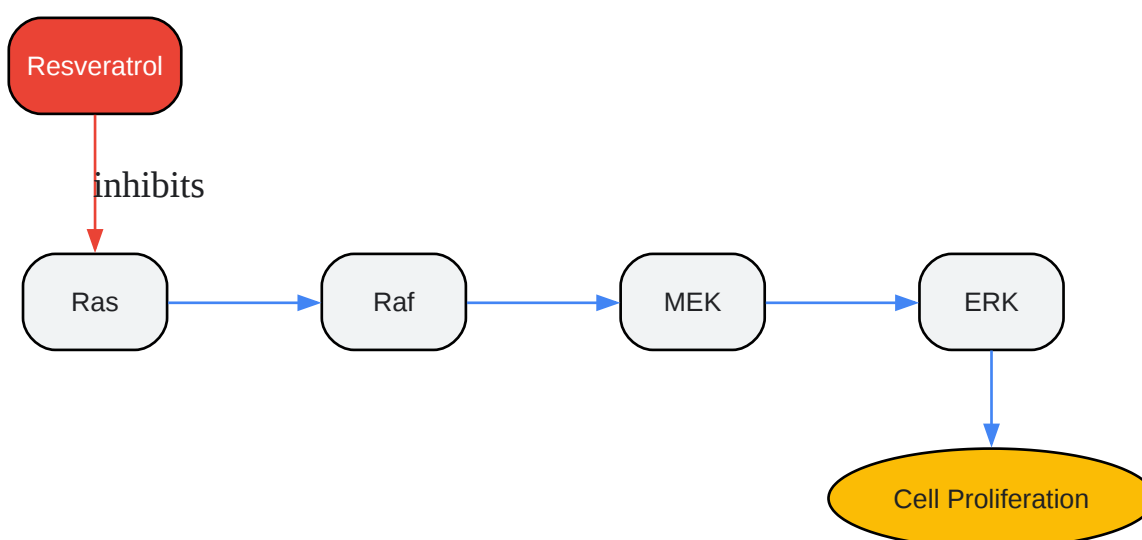 Resveratrol
inhibits
Ras
Raf
MEK
ERK
Cell Proliferation